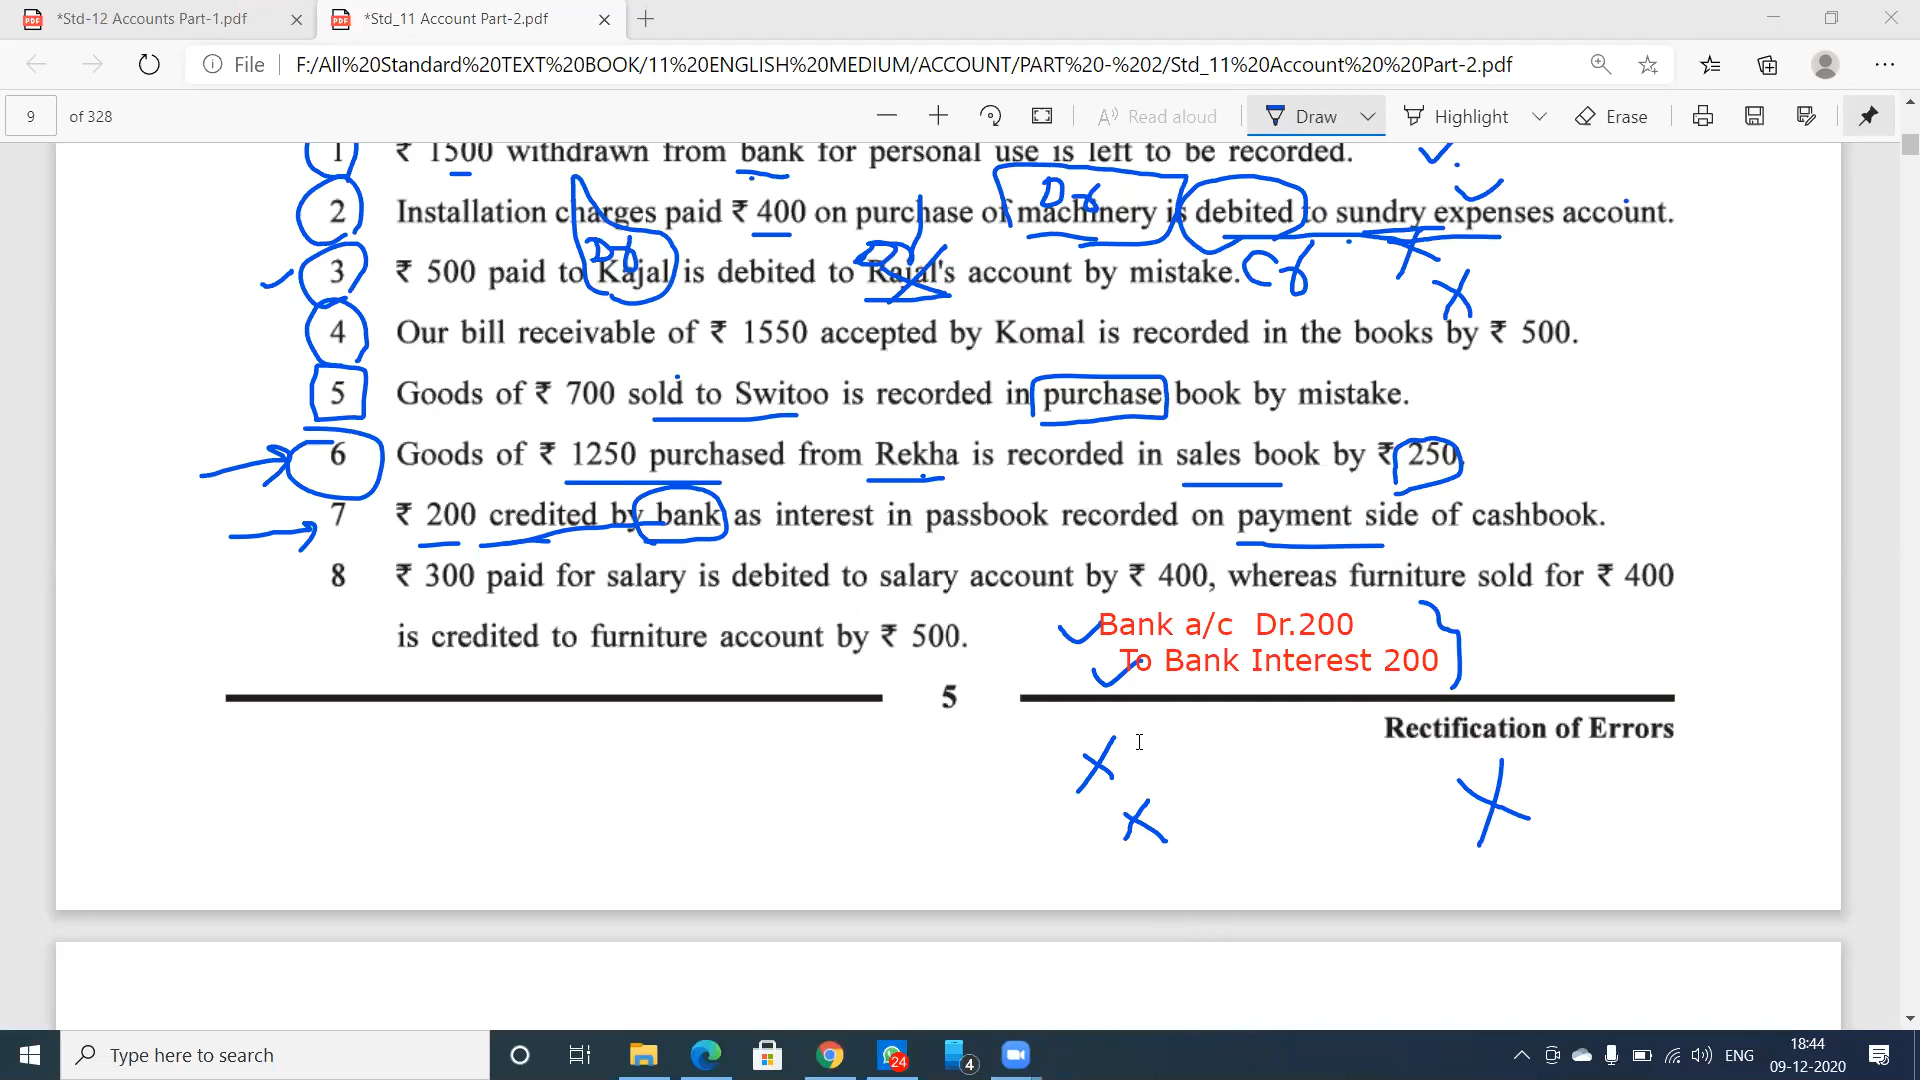 *Std-12 Accounts Part-1.pdf
*Std_11 Account Part-2.pdf
File
F:/All%20Standard%20TEXT%20BOOK/11%20ENGLISH%20MEDIUM/ACCOUNT/PART%20-%202/Std_11%20Account%20%20Part-2.pdf
9 of 328
Read aloud
Draw
Highlight
Erase
1 ₹ 1500 withdrawn from bank for personal use is left to be recorded.
Dr
2 Installation charges paid ₹ 400 on purchase of machinery is debited to sundry expenses account.
Dr
3 ₹ 500 paid to Kajal is debited to Rajal's account by mistake.
Cr
4 Our bill receivable of ₹ 1550 accepted by Komal is recorded in the books by ₹ 500.
5 Goods of ₹ 700 sold to Switoo is recorded in purchase book by mistake.
6 Goods of ₹ 1250 purchased from Rekha is recorded in sales book by ₹ 250
7 ₹ 200 credited by bank as interest in passbook recorded on payment side of cashbook.
8 ₹ 300 paid for salary is debited to salary account by ₹ 400, whereas furniture sold for ₹ 400
is credited to furniture account by ₹ 500.
Bank a/c Dr.200
To Bank Interest 200
5
Rectification of Errors
Type here to search
24
4
ENG
18:44
09-12-2020